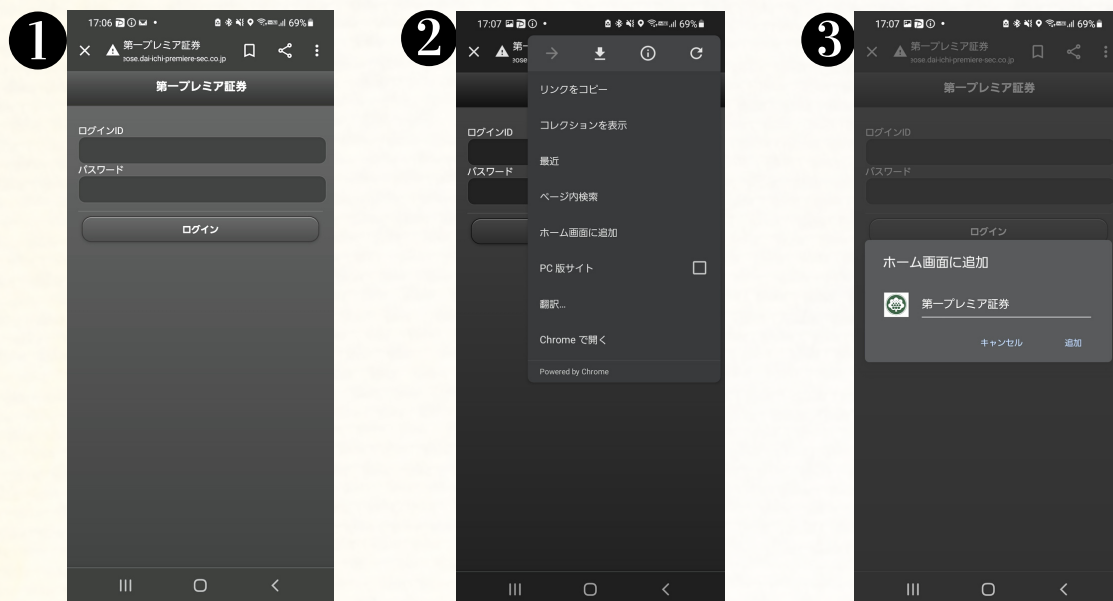 1
17:06
69%
第一プレミア証券
rose.dai-ichi-premiere-sec.co.jp
第一プレミア証券
ログインID
パスワード
ログイン
2
17:07
69%
第一
rose
ログインID
パスワード
リンクをコピー
コレクションを表示
最近
ページ内検索
ホーム画面に追加
PC 版サイト
翻訳...
Chrome で開く
Powered by Chrome
3
17:07
69%
第一プレミア証券
rose.dai-ichi-premiere-sec.co.jp
第一プレミア証券
ログインID
パスワード
ログイン
ホーム画面に追加
第一プレミア証券
キャンセル
追加